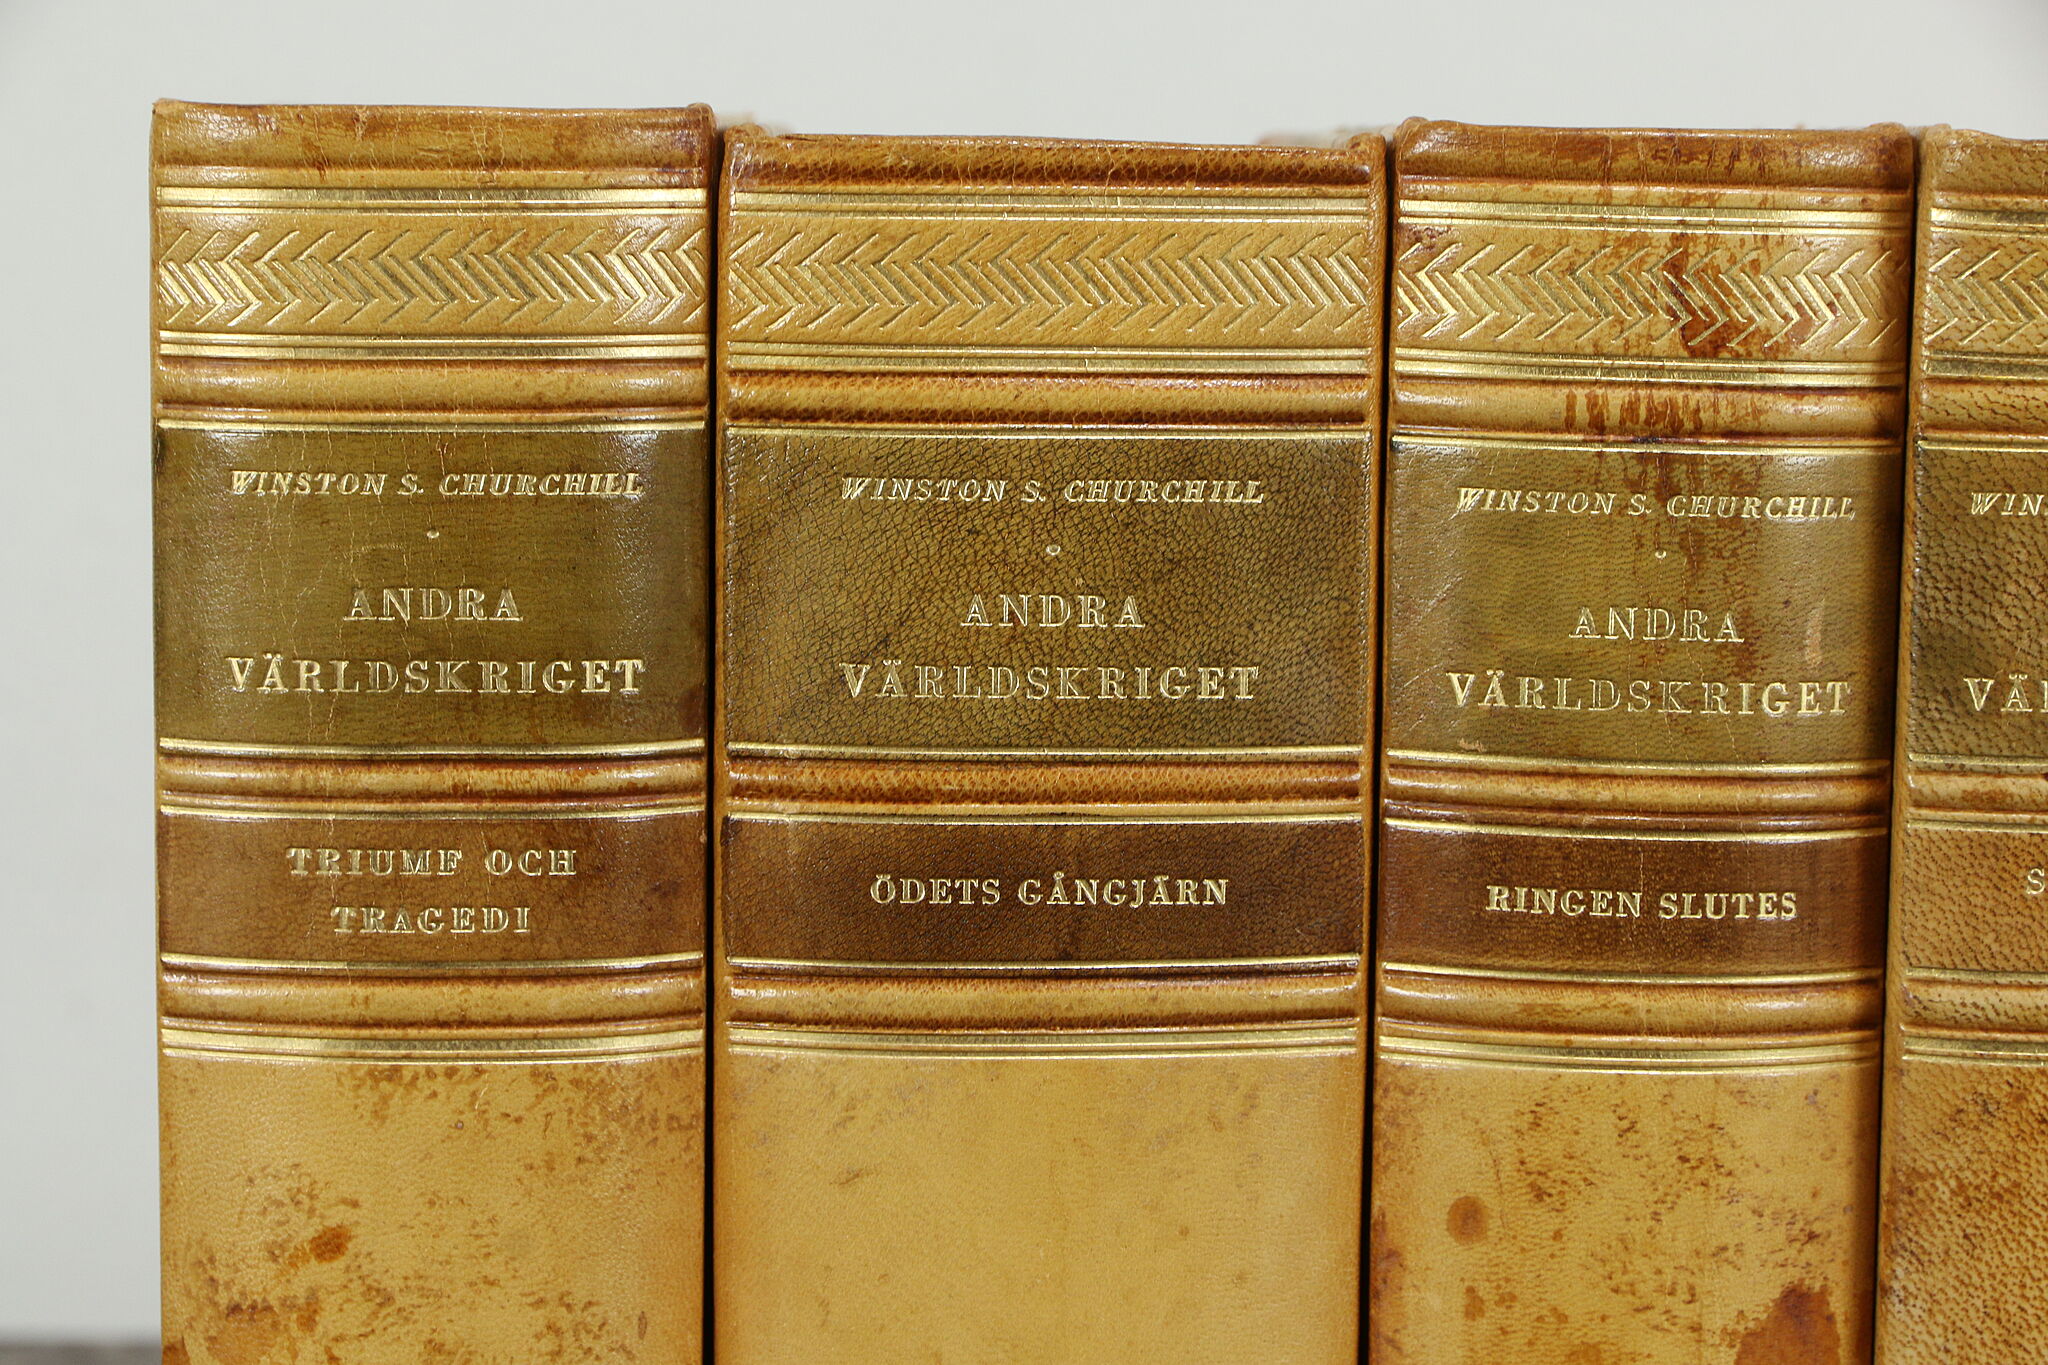 WINSTON S. CHURCHILL
ANDRA
VÄRLDSKRIGET
TRIUMF OCH
TRAGEDI
WINSTON S. CHURCHILL
ANDRA
VÄRLDSKRIGET
ÖDETS GÅNGJÄRN
WINSTON S. CHURCHILL
ANDRA
VÄRLDSKRIGET
RINGEN SLUTES